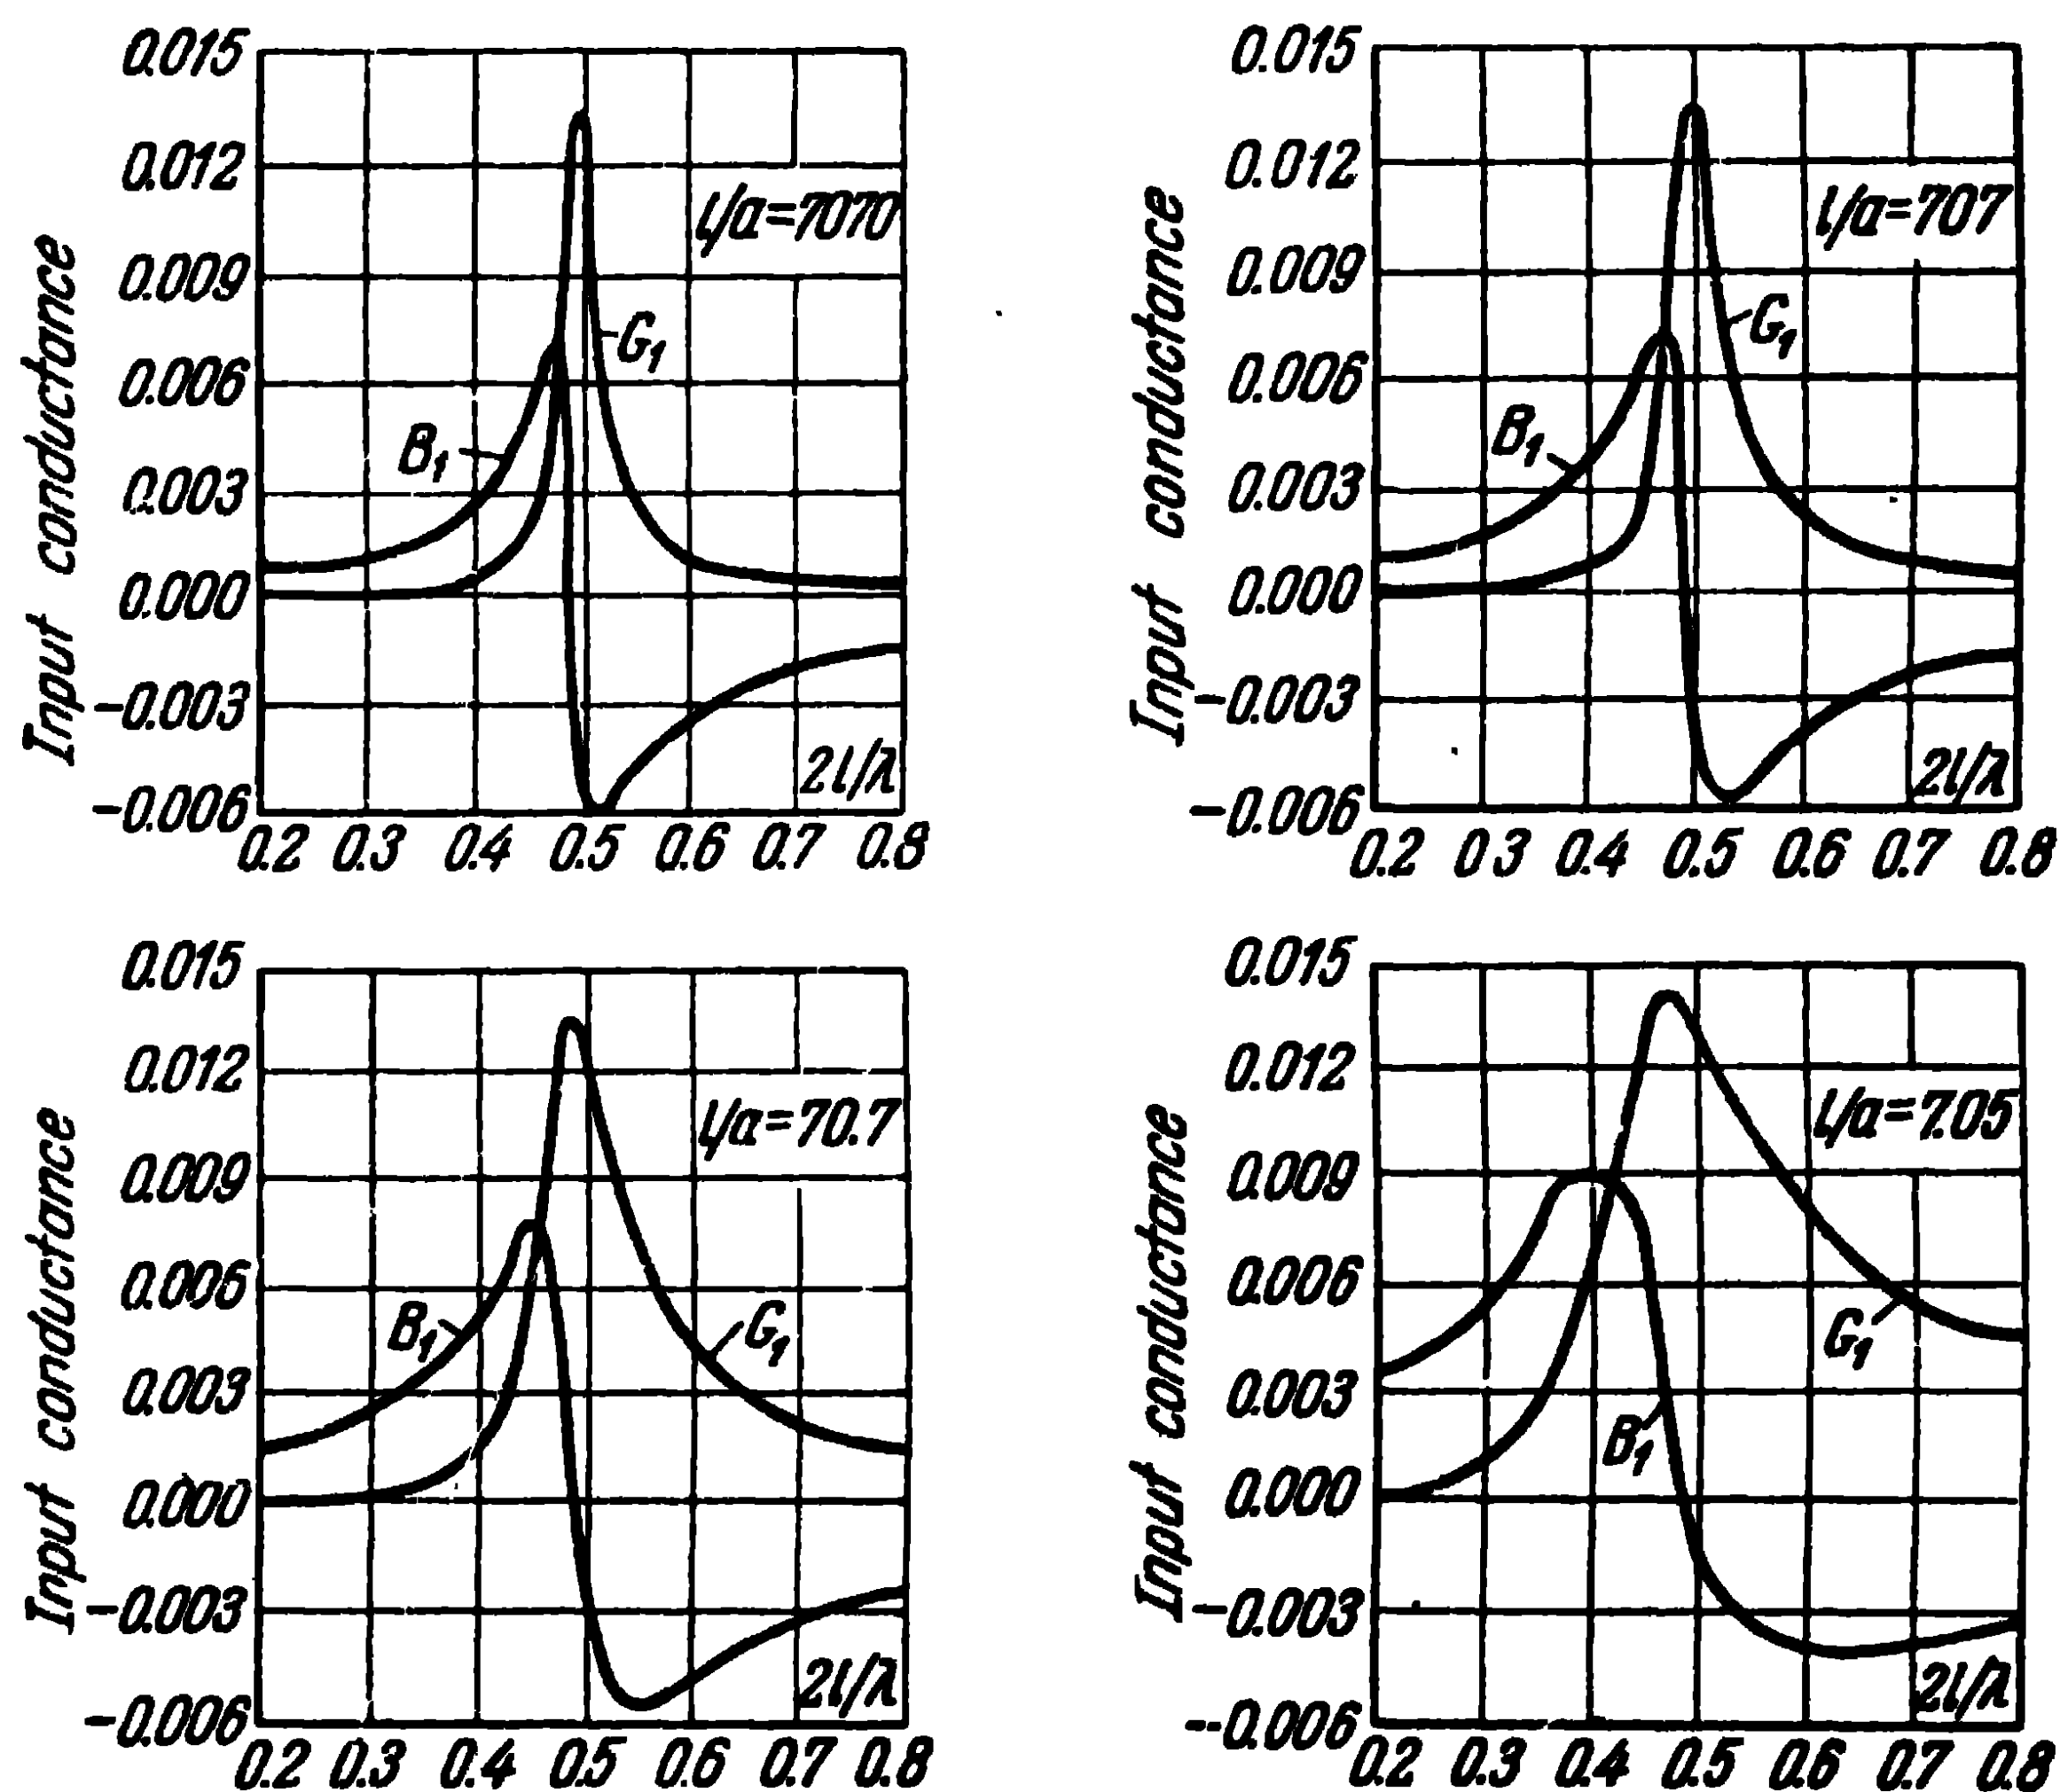 0.015
0.012
0.009
0.006
0.003
0.000
-0.003
-0.006
Input conductance
l/a=7070
G1
B1
2l/λ
0.2 0.3 0.4 0.5 0.6 0.7 0.8
0.015
0.012
0.009
0.006
0.003
0.000
-0.003
-0.006
Input conductance
l/a=707
G1
B1
2l/λ
0.2 0 3 0.4 0.5 0.6 0.7 0.8
0.015
0.012
0.009
0.006
0.003
0.000
-0.003
-0.006
Input conductance
l/a=70.7
B1
G1
2l/λ
0.2 0.3 0.4 0.5 0.6 0.7 0.8
0.015
0.012
0.009
0.006
0.003
0.000
-0.003
-0.006
Input conductance
l/a=7.05
G1
B1
2l/λ
0.2 0.3 0.4 0.5 0.6 0.7 0.8